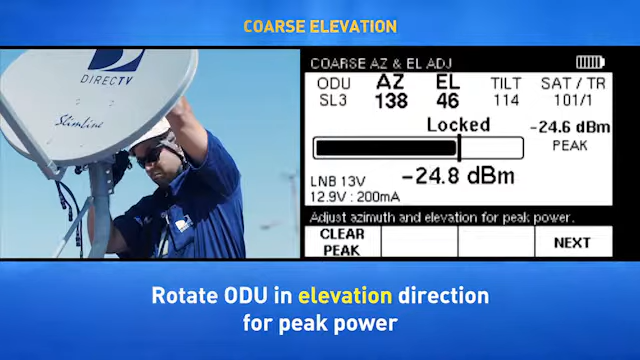 COARSE ELEVATION
DIRECTV
Slimline
COARSE AZ & EL ADJ
ODU AZ EL TILT SAT / TR
SL3 138 46 114 101/1
Locked
-24.6 dBm
PEAK
LNB 13V
-24.8 dBm
12.9V : 200mA
Adjust azimuth and elevation for peak power.
CLEAR
PEAK
NEXT
Rotate ODU in elevation direction
for peak power